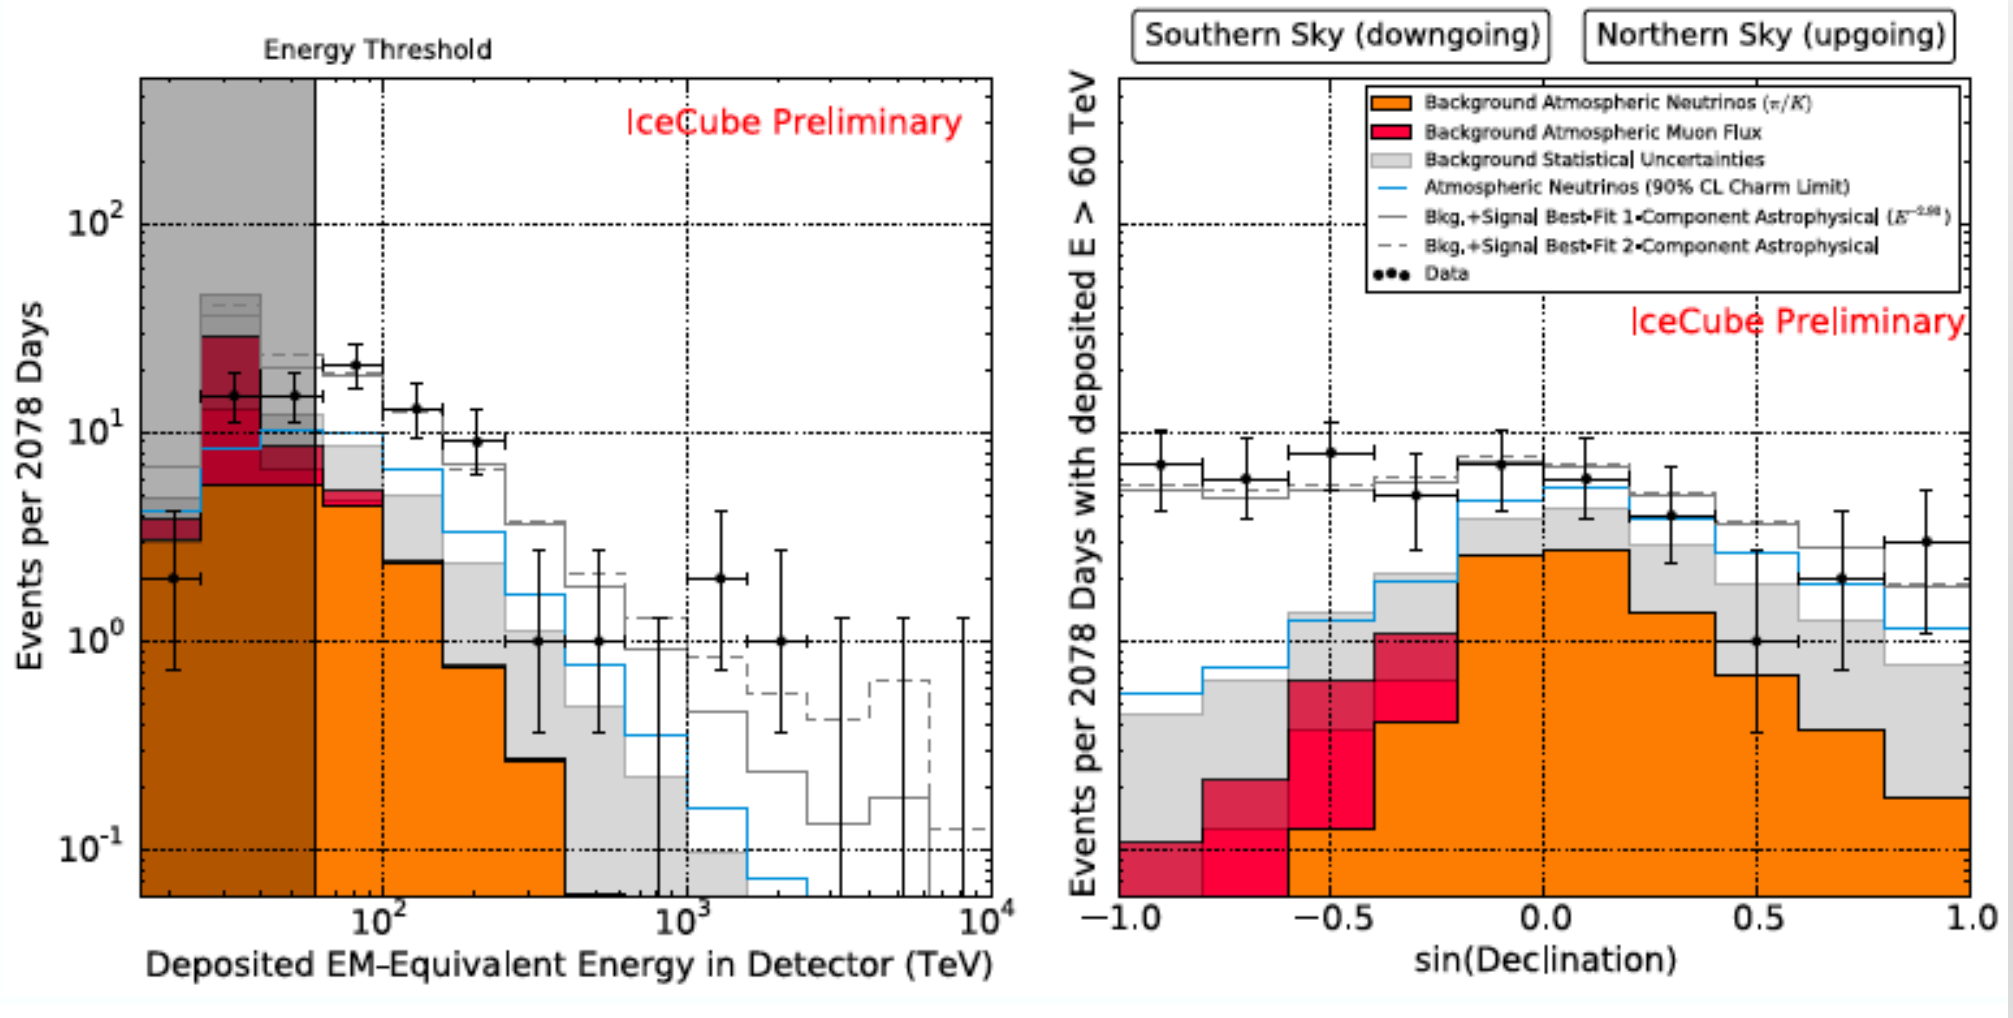 Energy Threshold
IceCube Preliminary
10²
10¹
10⁰
10⁻¹
Events per 2078 Days
10²
10³
10⁴
Deposited EM-Equivalent Energy in Detector (TeV)
Southern Sky (downgoing)
Northern Sky (upgoing)
Background Atmospheric Neutrinos (π/K)
Background Atmospheric Muon Flux
Background Statistical Uncertainties
Atmospheric Neutrinos (90% CL Charm Limit)
Bkg.+Signal Best-Fit 1-Component Astrophysical
Bkg.+Signal Best-Fit 2-Component Astrophysical
Data
IceCube Preliminary
Events per 2078 Days with deposited E > 60 TeV
−1.0
−0.5
0.0
0.5
1.0
sin(Declination)